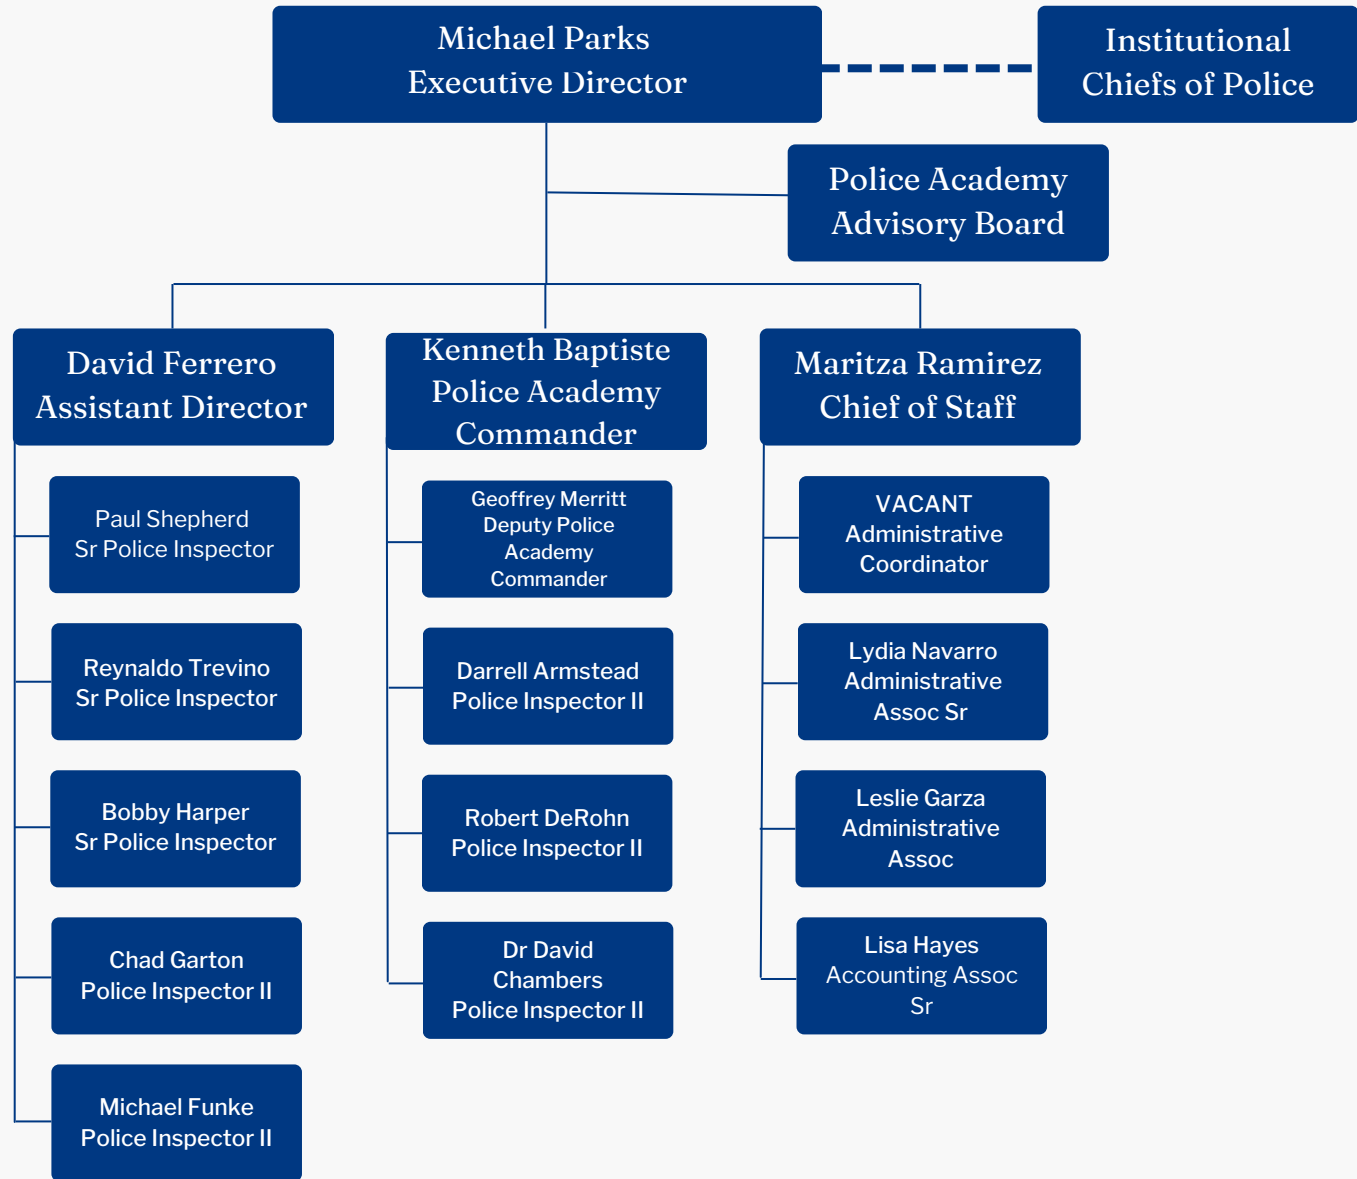 Michael Parks
Executive Director
Institutional
Chiefs of Police
Police Academy
Advisory Board
David Ferrero
Assistant Director
Paul Shepherd
Sr Police Inspector
Reynaldo Trevino
Sr Police Inspector
Bobby Harper
Sr Police Inspector
Chad Garton
Police Inspector II
Michael Funke
Police Inspector II
Kenneth Baptiste
Police Academy
Commander
Geoffrey Merritt
Deputy Police
Academy
Commander
Darrell Armstead
Police Inspector II
Robert DeRohn
Police Inspector II
Dr David
Chambers
Police Inspector II
Maritza Ramirez
Chief of Staff
VACANT
Administrative
Coordinator
Lydia Navarro
Administrative
Assoc Sr
Leslie Garza
Administrative
Assoc
Lisa Hayes
Accounting Assoc
Sr